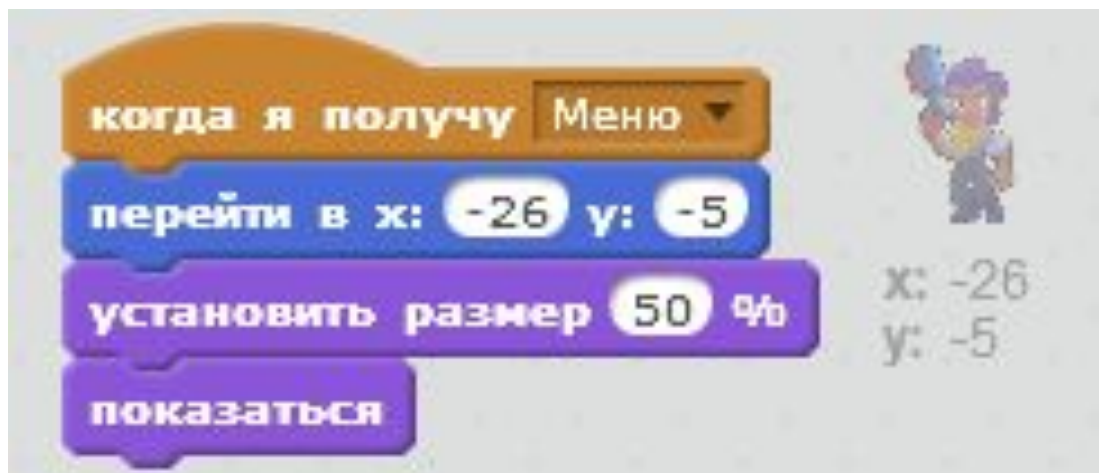 когда я получу Меню
перейти в x: -26 y: -5
установить размер 50 %
показаться
x: -26
y: -5